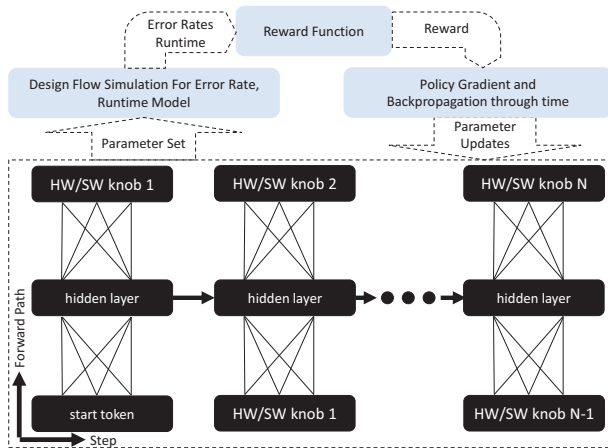 Error Rates
Runtime
Reward Function
Reward
Design Flow Simulation For Error Rate,
Runtime Model
Policy Gradient and
Backpropagation through time
Parameter Set
Parameter
Updates
HW/SW knob 1
HW/SW knob 2
HW/SW knob N
hidden layer
hidden layer
hidden layer
Forward Path
start token
HW/SW knob 1
HW/SW knob N-1
Step